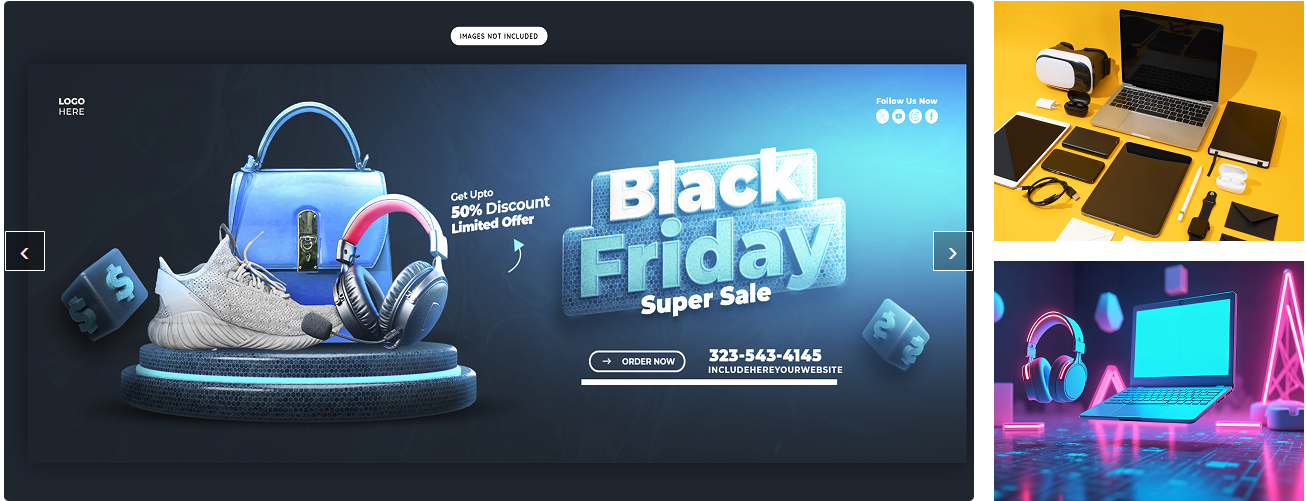 IMAGES NOT INCLUDED
LOGO
HERE
Follow Us Now
Get Upto
50% Discount
Limited Offer
Black
Friday
Super Sale
$
$
$
$
→ ORDER NOW
323-543-4145
INCLUDEHEREYOURWEBSITE